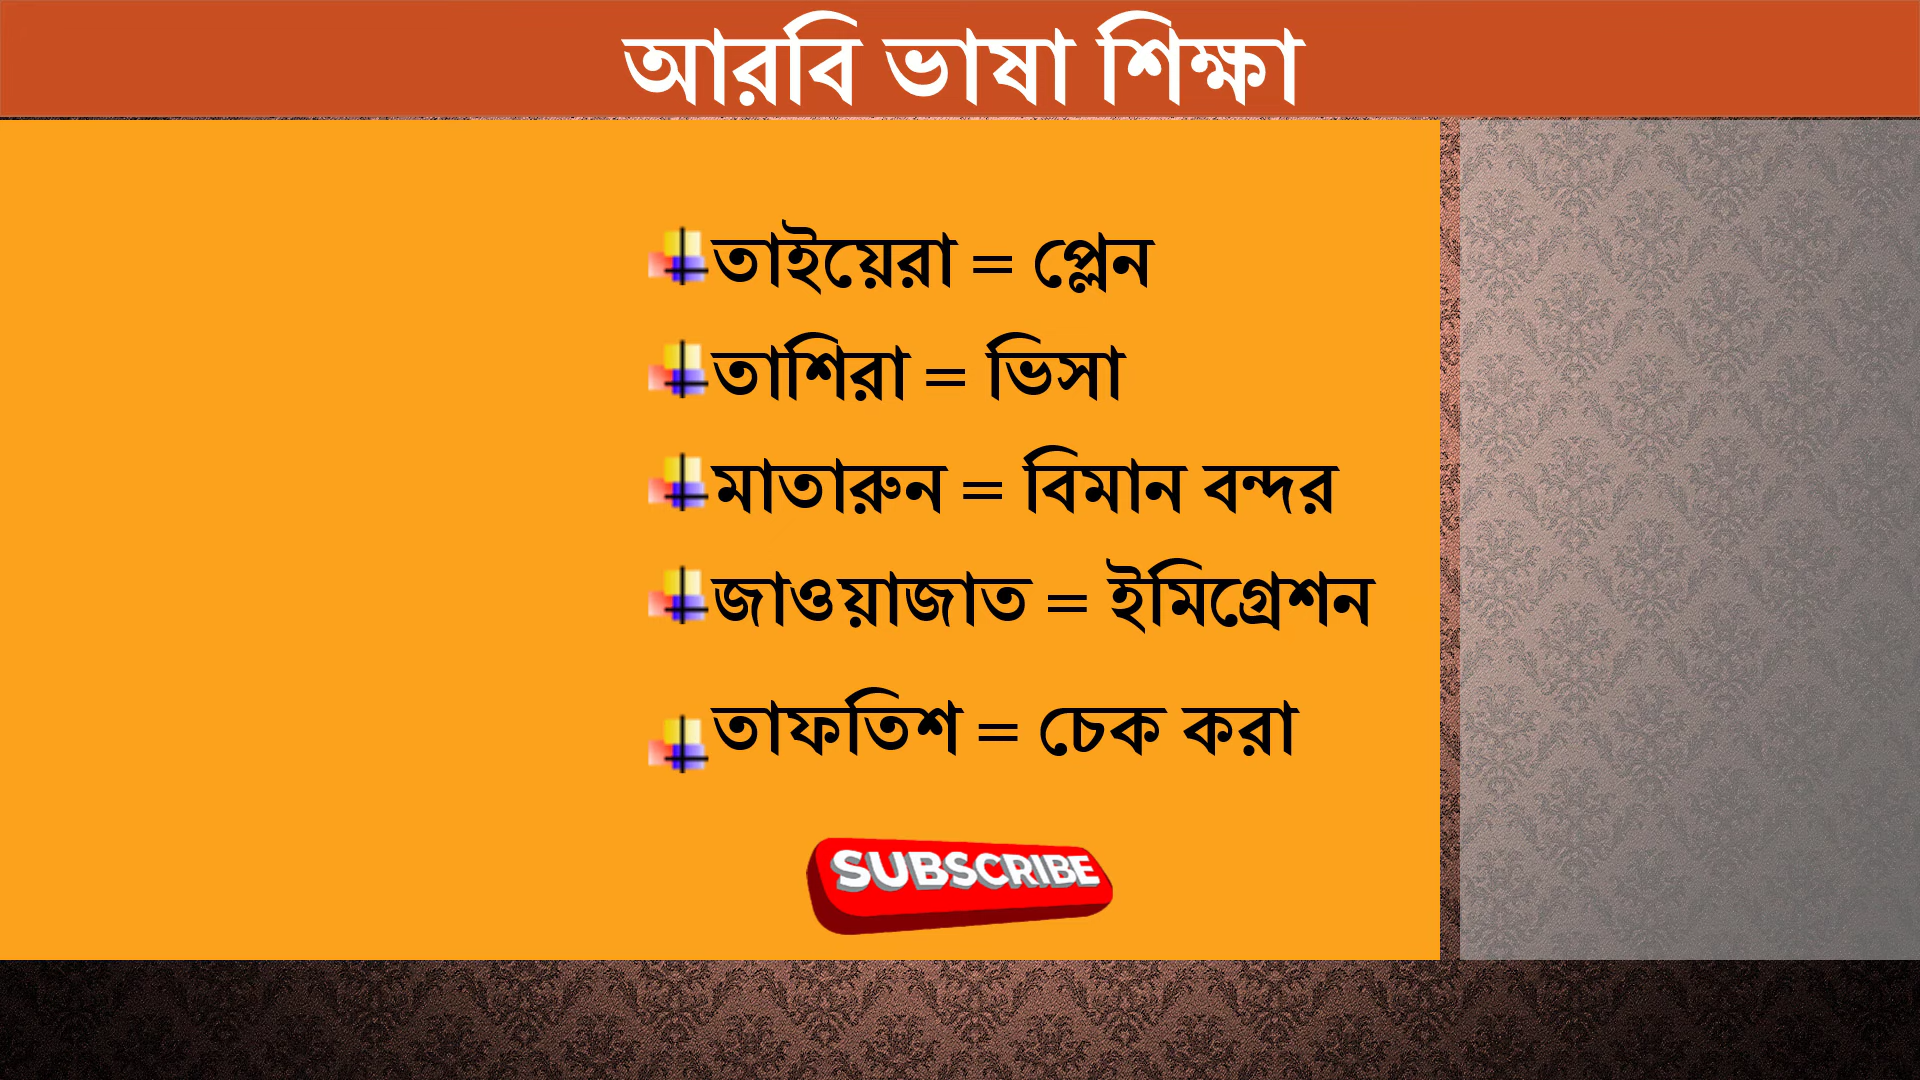 আরবি ভাষা শিক্ষা
তাইয়েরা = প্লেন
তাশিরা = ভিসা
মাতারুন = বিমান বন্দর
জাওয়াজাত = ইমিগ্রেশন
তাফতিশ = চেক করা
SUBSCRIBE